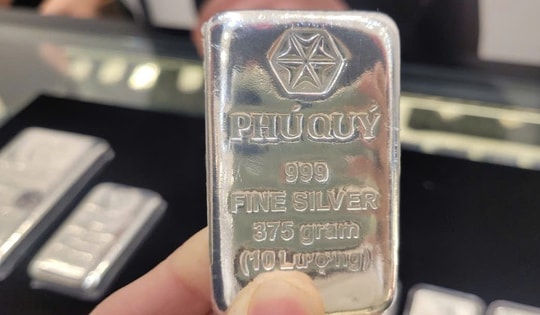 PHÚ QUÝ
999
FINE SILVER
375 gram
(10 Lượng)